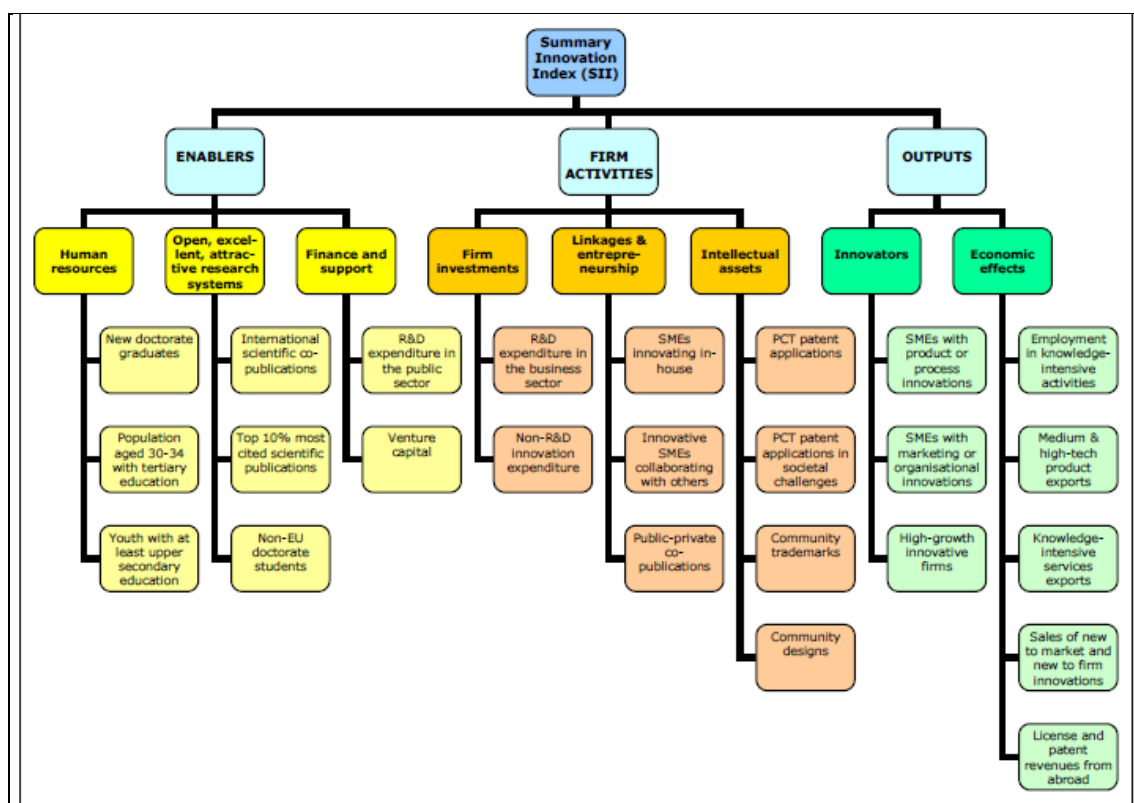 Summary
Innovation
Index (SII)
ENABLERS
FIRM
ACTIVITIES
OUTPUTS
Human
resources
Open, excel-
lent, attrac-
tive research
systems
Finance and
support
Firm
investments
Linkages &
entrepre-
neurship
Intellectual
assets
Innovators
Economic
effects
New doctorate
graduates
Population
aged 30-34
with tertiary
education
Youth with at
least upper
secondary
education
International
scientific co-
publications
Top 10% most
cited scientific
publications
Non-EU
doctorate
students
R&D
expenditure in
the public
sector
Venture
capital
R&D
expenditure in
the business
sector
Non-R&D
innovation
expenditure
SMEs
innovating in-
house
Innovative
SMEs
collaborating
with others
Public-private
co-
publications
PCT patent
applications
PCT patent
applications in
societal
challenges
Community
trademarks
Community
designs
SMEs with
product or
process
innovations
SMEs with
marketing or
organisational
innovations
High-growth
innovative
firms
Employment
in knowledge-
intensive
activities
Medium &
high-tech
product
exports
Knowledge-
intensive
services
exports
Sales of new
to market and
new to firm
innovations
License and
patent
revenues from
abroad